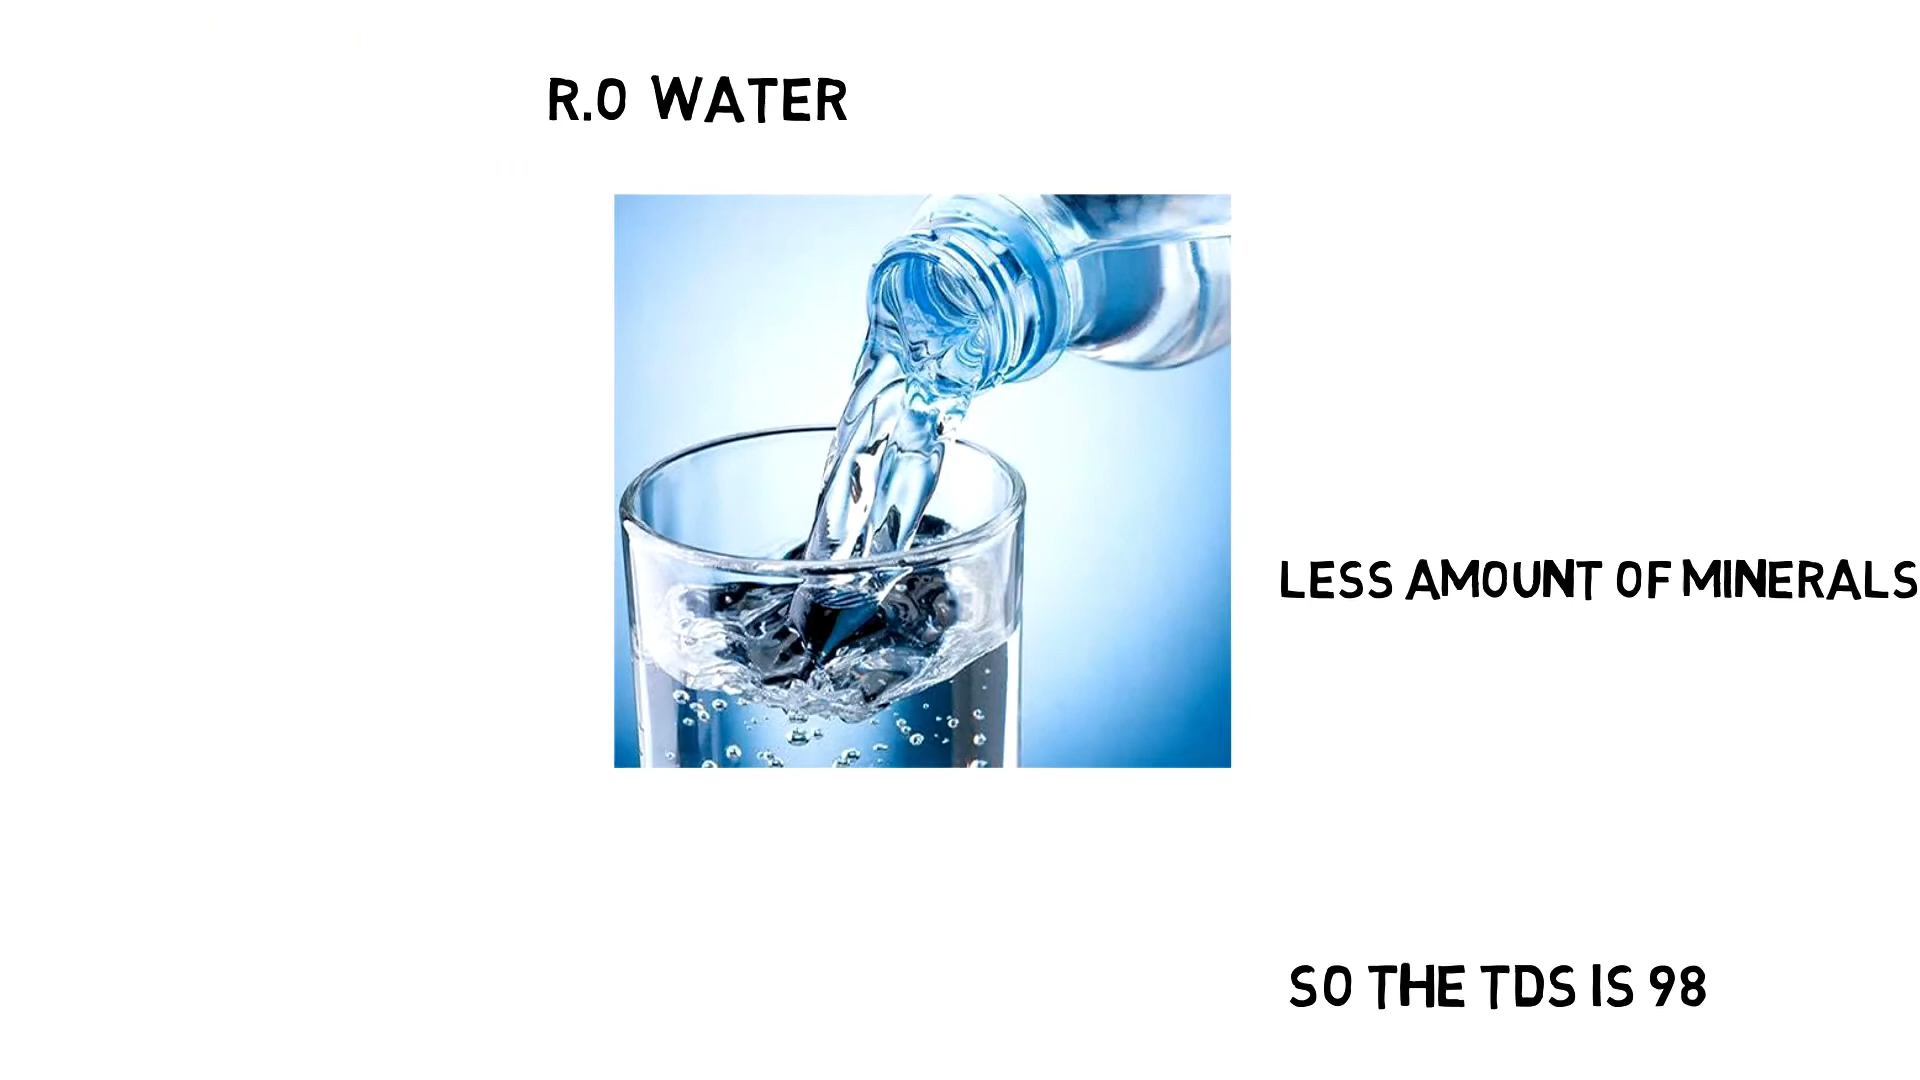 R.O WATER
LESS AMOUNT OF MINERALS
SO THE TDS IS 98